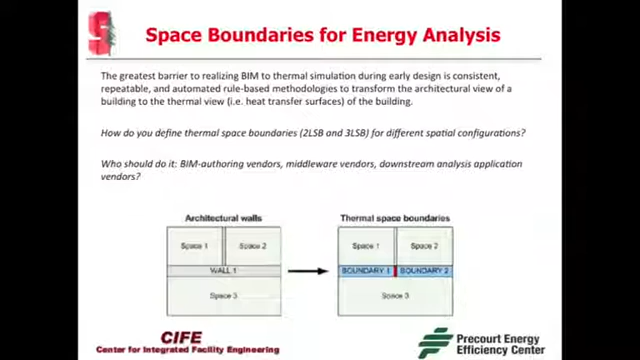 Space Boundaries for Energy Analysis
The greatest barrier to realizing BIM to thermal simulation during early design is consistent,
repeatable, and automated rule-based methodologies to transform the architectural view of a
building to the thermal view (i.e. heat transfer surfaces) of the building.
How do you define thermal space boundaries (2LSB and 3LSB) for different spatial configurations?
Who should do it: BIM-authoring vendors, middleware vendors, downstream analysis application
vendors?
Architectural walls
Space 1
Space 2
WALL 1
Space 3
Thermal space boundaries
Space 1
Space 2
BOUNDARY 1
BOUNDARY 2
Space 3
CIFE
Center for Integrated Facility Engineering
Precourt Energy
Efficiency Center